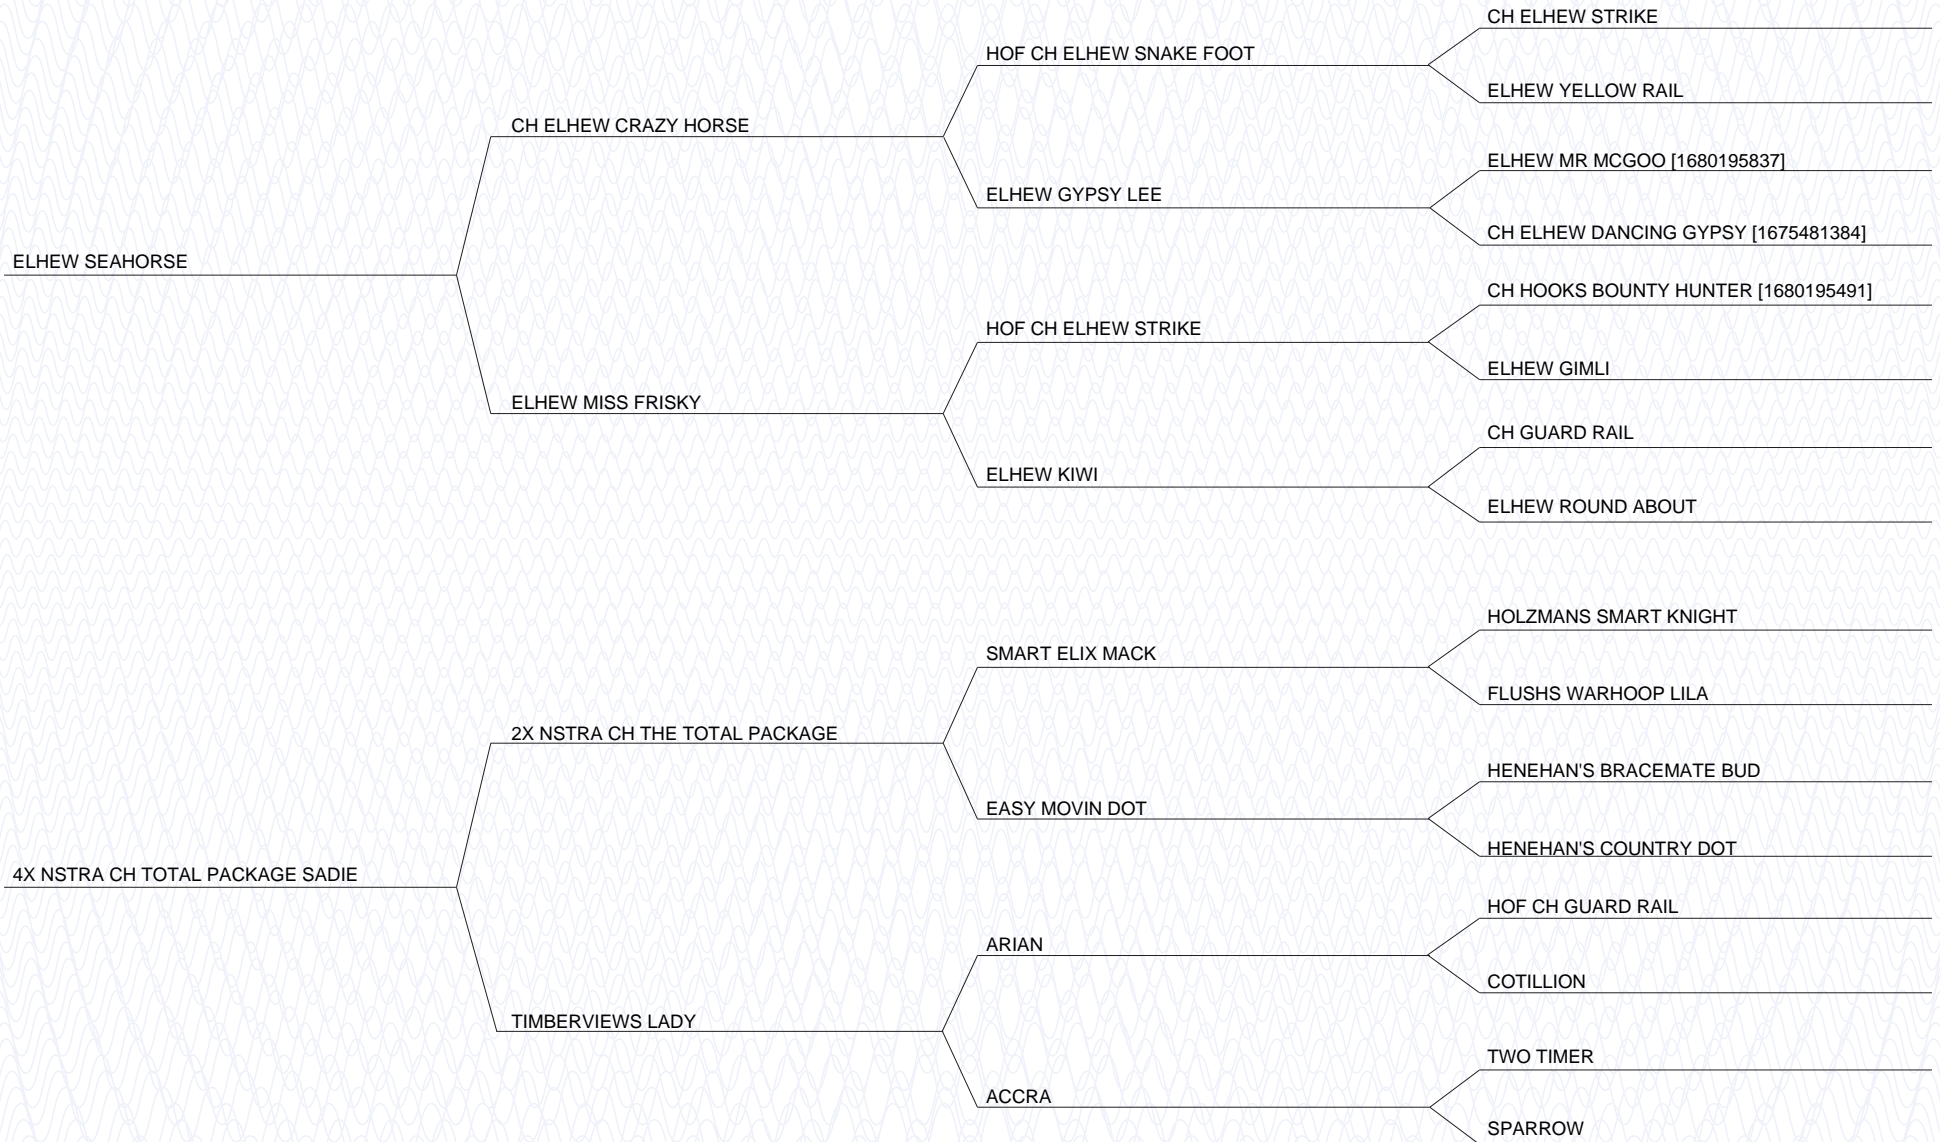 CH ELHEW STRIKE
HOF CH ELHEW SNAKE FOOT
ELHEW YELLOW RAIL
CH ELHEW CRAZY HORSE
ELHEW MR MCGOO [1680195837]
ELHEW GYPSY LEE
CH ELHEW DANCING GYPSY [1675481384]
ELHEW SEAHORSE
CH HOOKS BOUNTY HUNTER [1680195491]
HOF CH ELHEW STRIKE
ELHEW GIMLI
ELHEW MISS FRISKY
CH GUARD RAIL
ELHEW KIWI
ELHEW ROUND ABOUT
HOLZMANS SMART KNIGHT
SMART ELIX MACK
FLUSHS WARHOOP LILA
2X NSTRA CH THE TOTAL PACKAGE
HENEHAN'S BRACEMATE BUD
EASY MOVIN DOT
HENEHAN'S COUNTRY DOT
4X NSTRA CH TOTAL PACKAGE SADIE
HOF CH GUARD RAIL
ARIAN
COTILLION
TIMBERVIEWS LADY
TWO TIMER
ACCRA
SPARROW